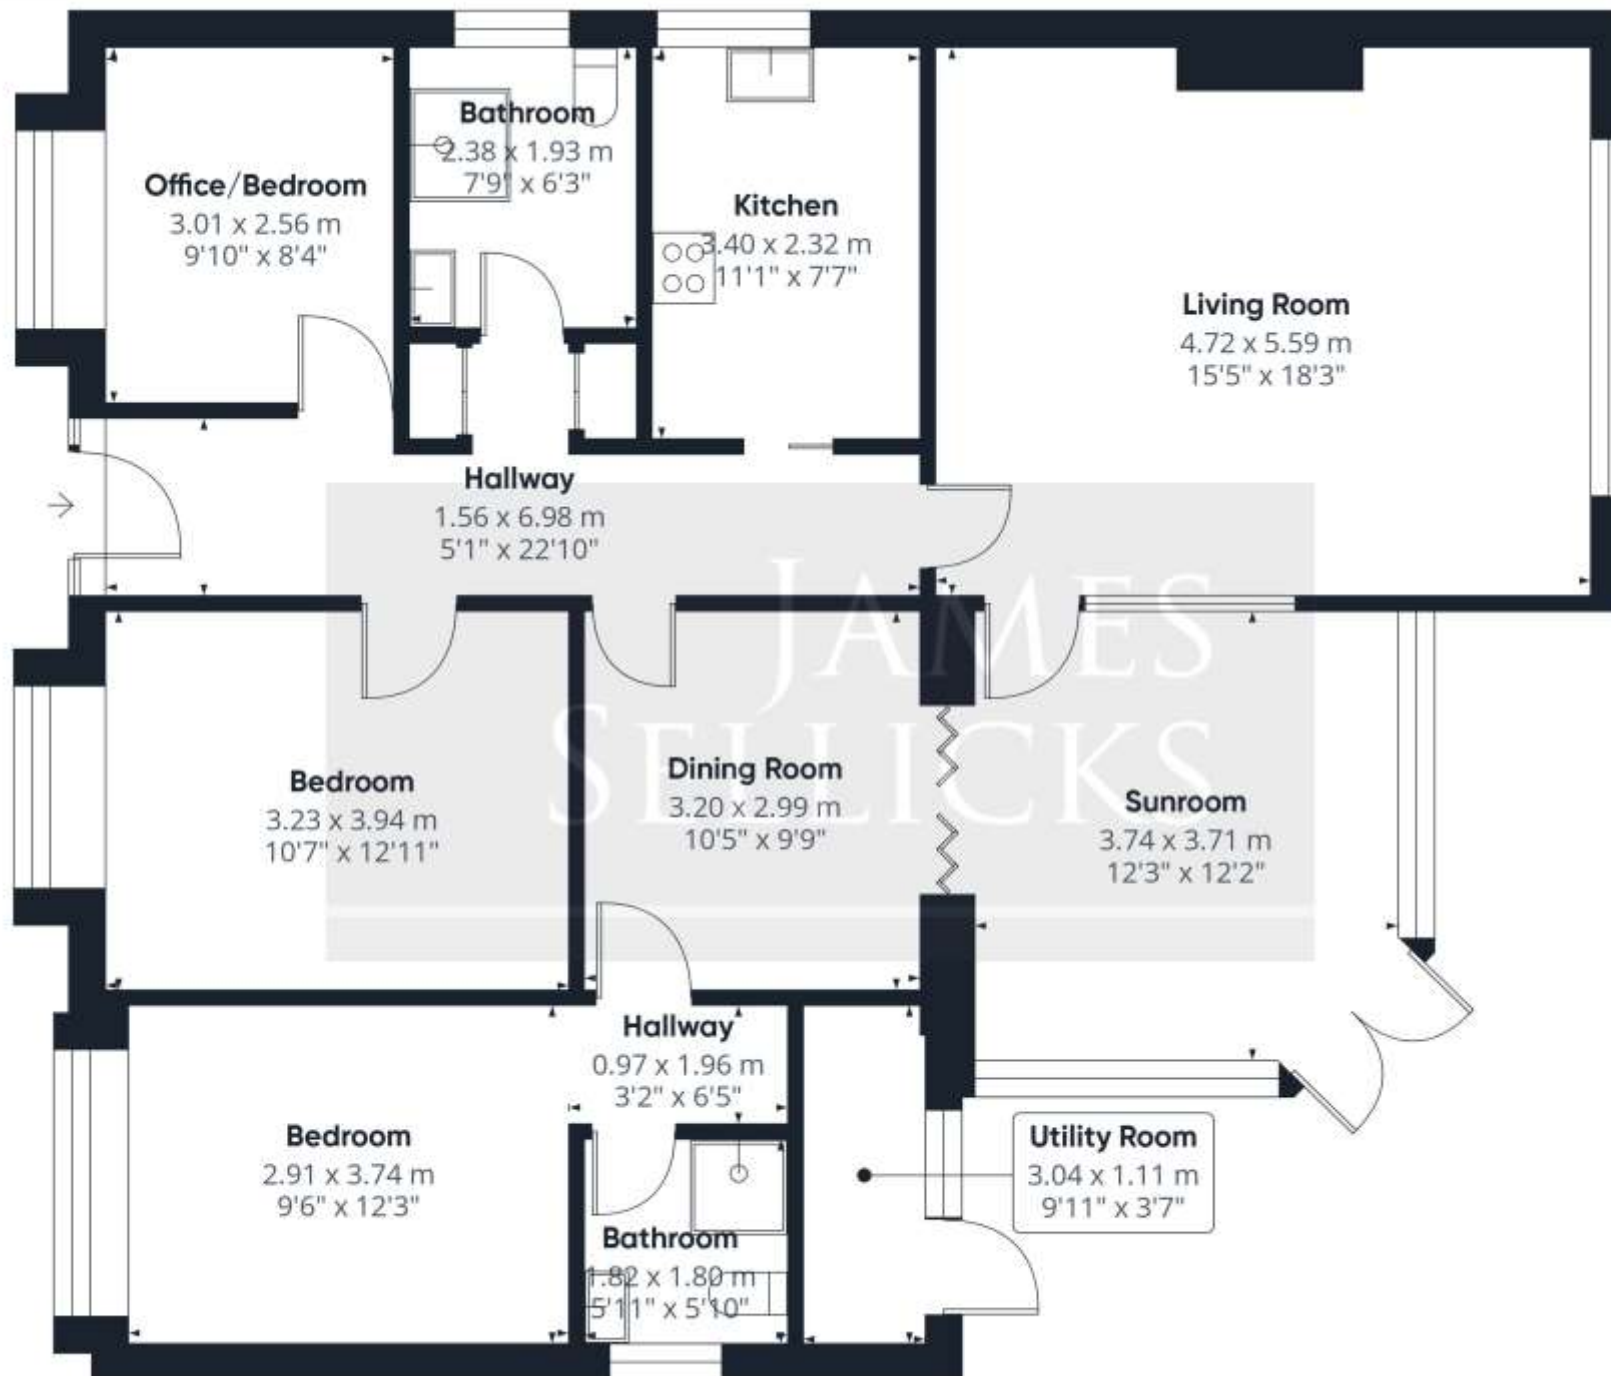 Office/Bedroom
3.01 x 2.56 m
9'10" x 8'4"
Bathroom
2.38 x 1.93 m
7'9" x 6'3"
Kitchen
3.40 x 2.32 m
11'1" x 7'7"
Living Room
4.72 x 5.59 m
15'5" x 18'3"
Hallway
1.56 x 6.98 m
5'1" x 22'10"
JAMES
SELLICKS
Bedroom
3.23 x 3.94 m
10'7" x 12'11"
Dining Room
3.20 x 2.99 m
10'5" x 9'9"
Sunroom
3.74 x 3.71 m
12'3" x 12'2"
Hallway
0.97 x 1.96 m
3'2" x 6'5"
Bedroom
2.91 x 3.74 m
9'6" x 12'3"
Utility Room
3.04 x 1.11 m
9'11" x 3'7"
Bathroom
1.82 x 1.80 m
5'11" x 5'10"